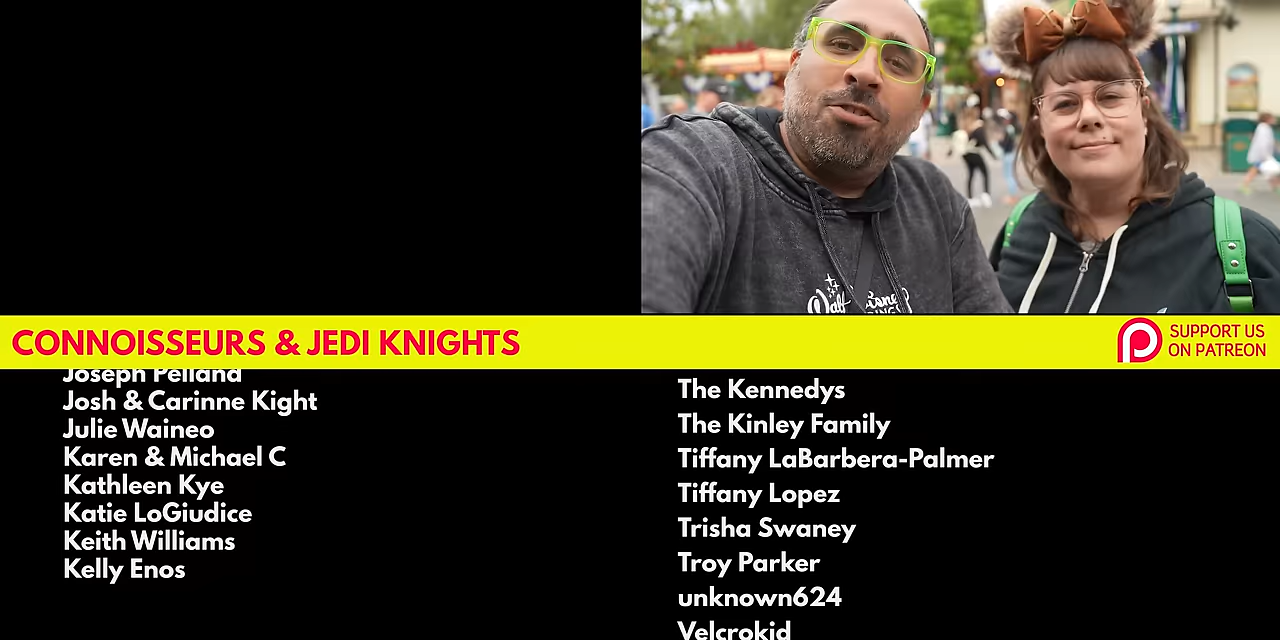 CONNOISSEURS & JEDI KNIGHTS
SUPPORT US
ON PATREON
Joseph Pelland
Josh & Carinne Kight
Julie Waineo
Karen & Michael C
Kathleen Kye
Katie LoGiudice
Keith Williams
Kelly Enos
The Kennedys
The Kinley Family
Tiffany LaBarbera-Palmer
Tiffany Lopez
Trisha Swaney
Troy Parker
unknown624
Velcrokid